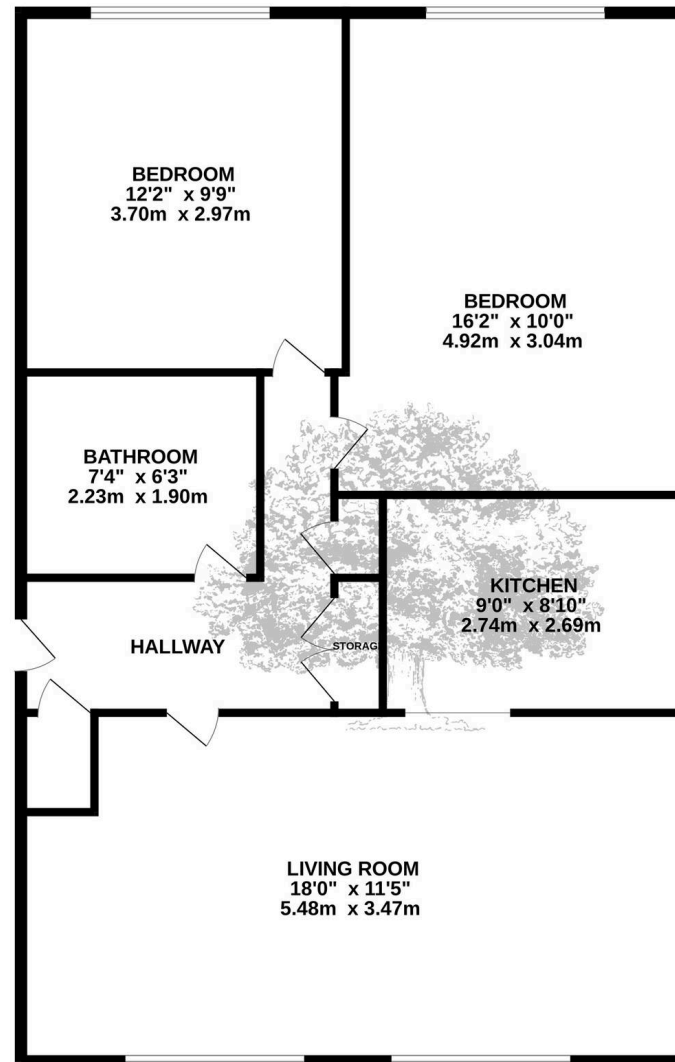 BEDROOM
12'2" x 9'9"
3.70m x 2.97m
BEDROOM
16'2" x 10'0"
4.92m x 3.04m
BATHROOM
7'4" x 6'3"
2.23m x 1.90m
KITCHEN
9'0" x 8'10"
2.74m x 2.69m
HALLWAY
STORAG
LIVING ROOM
18'0" x 11'5"
5.48m x 3.47m